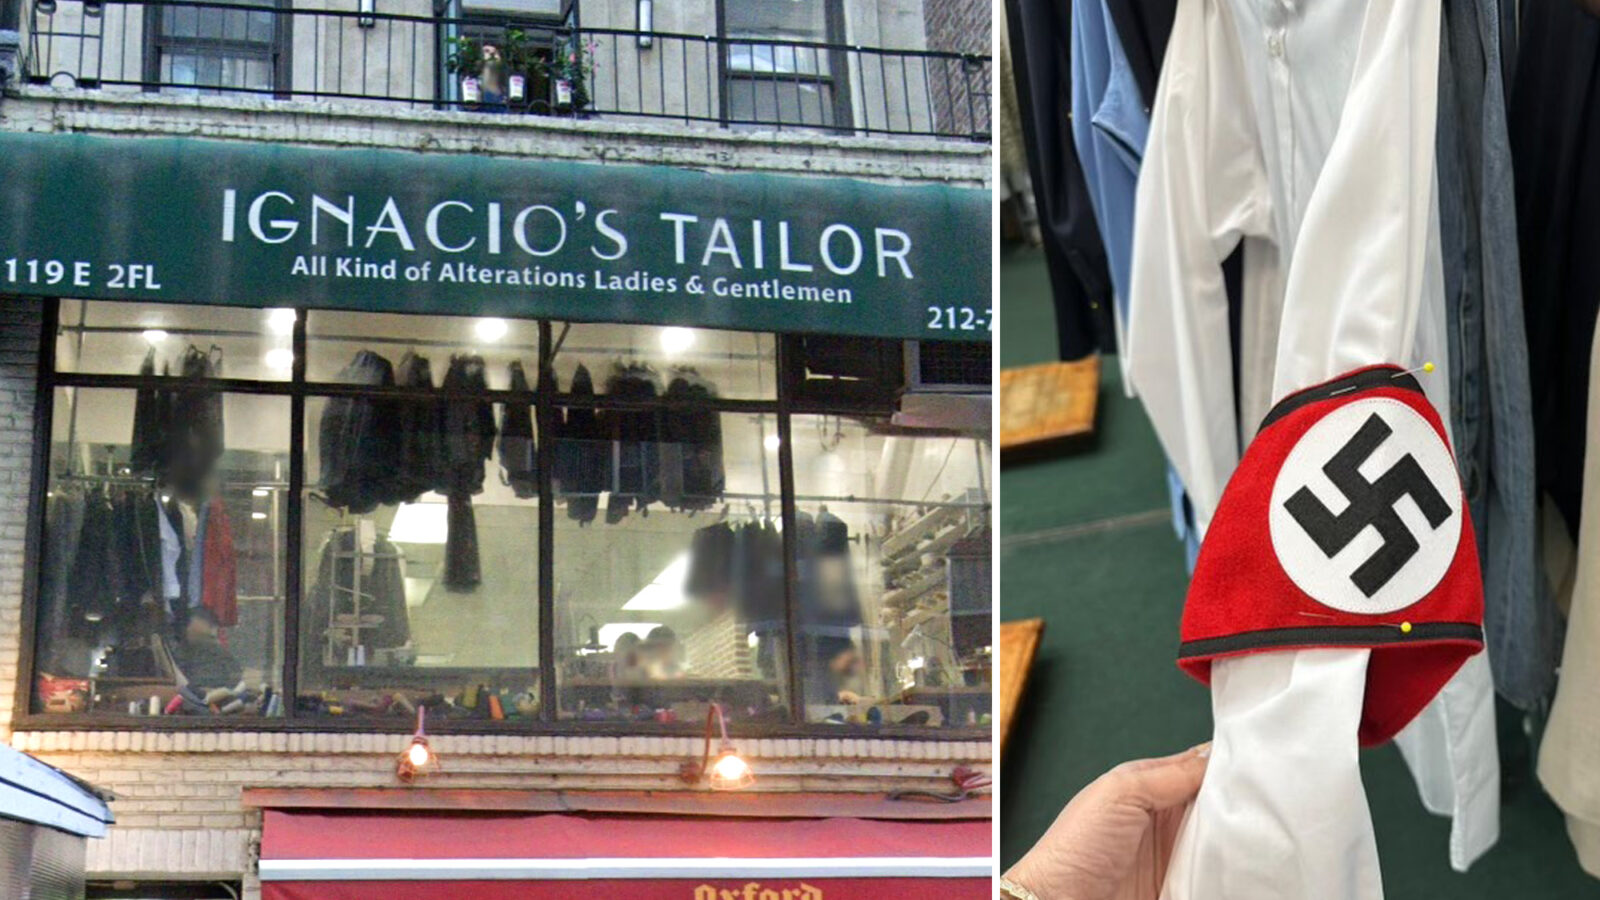 IGNACIO'S TAILOR
All Kind of Alterations Ladies & Gentlemen
119 E 2FL
212-7
Oxford